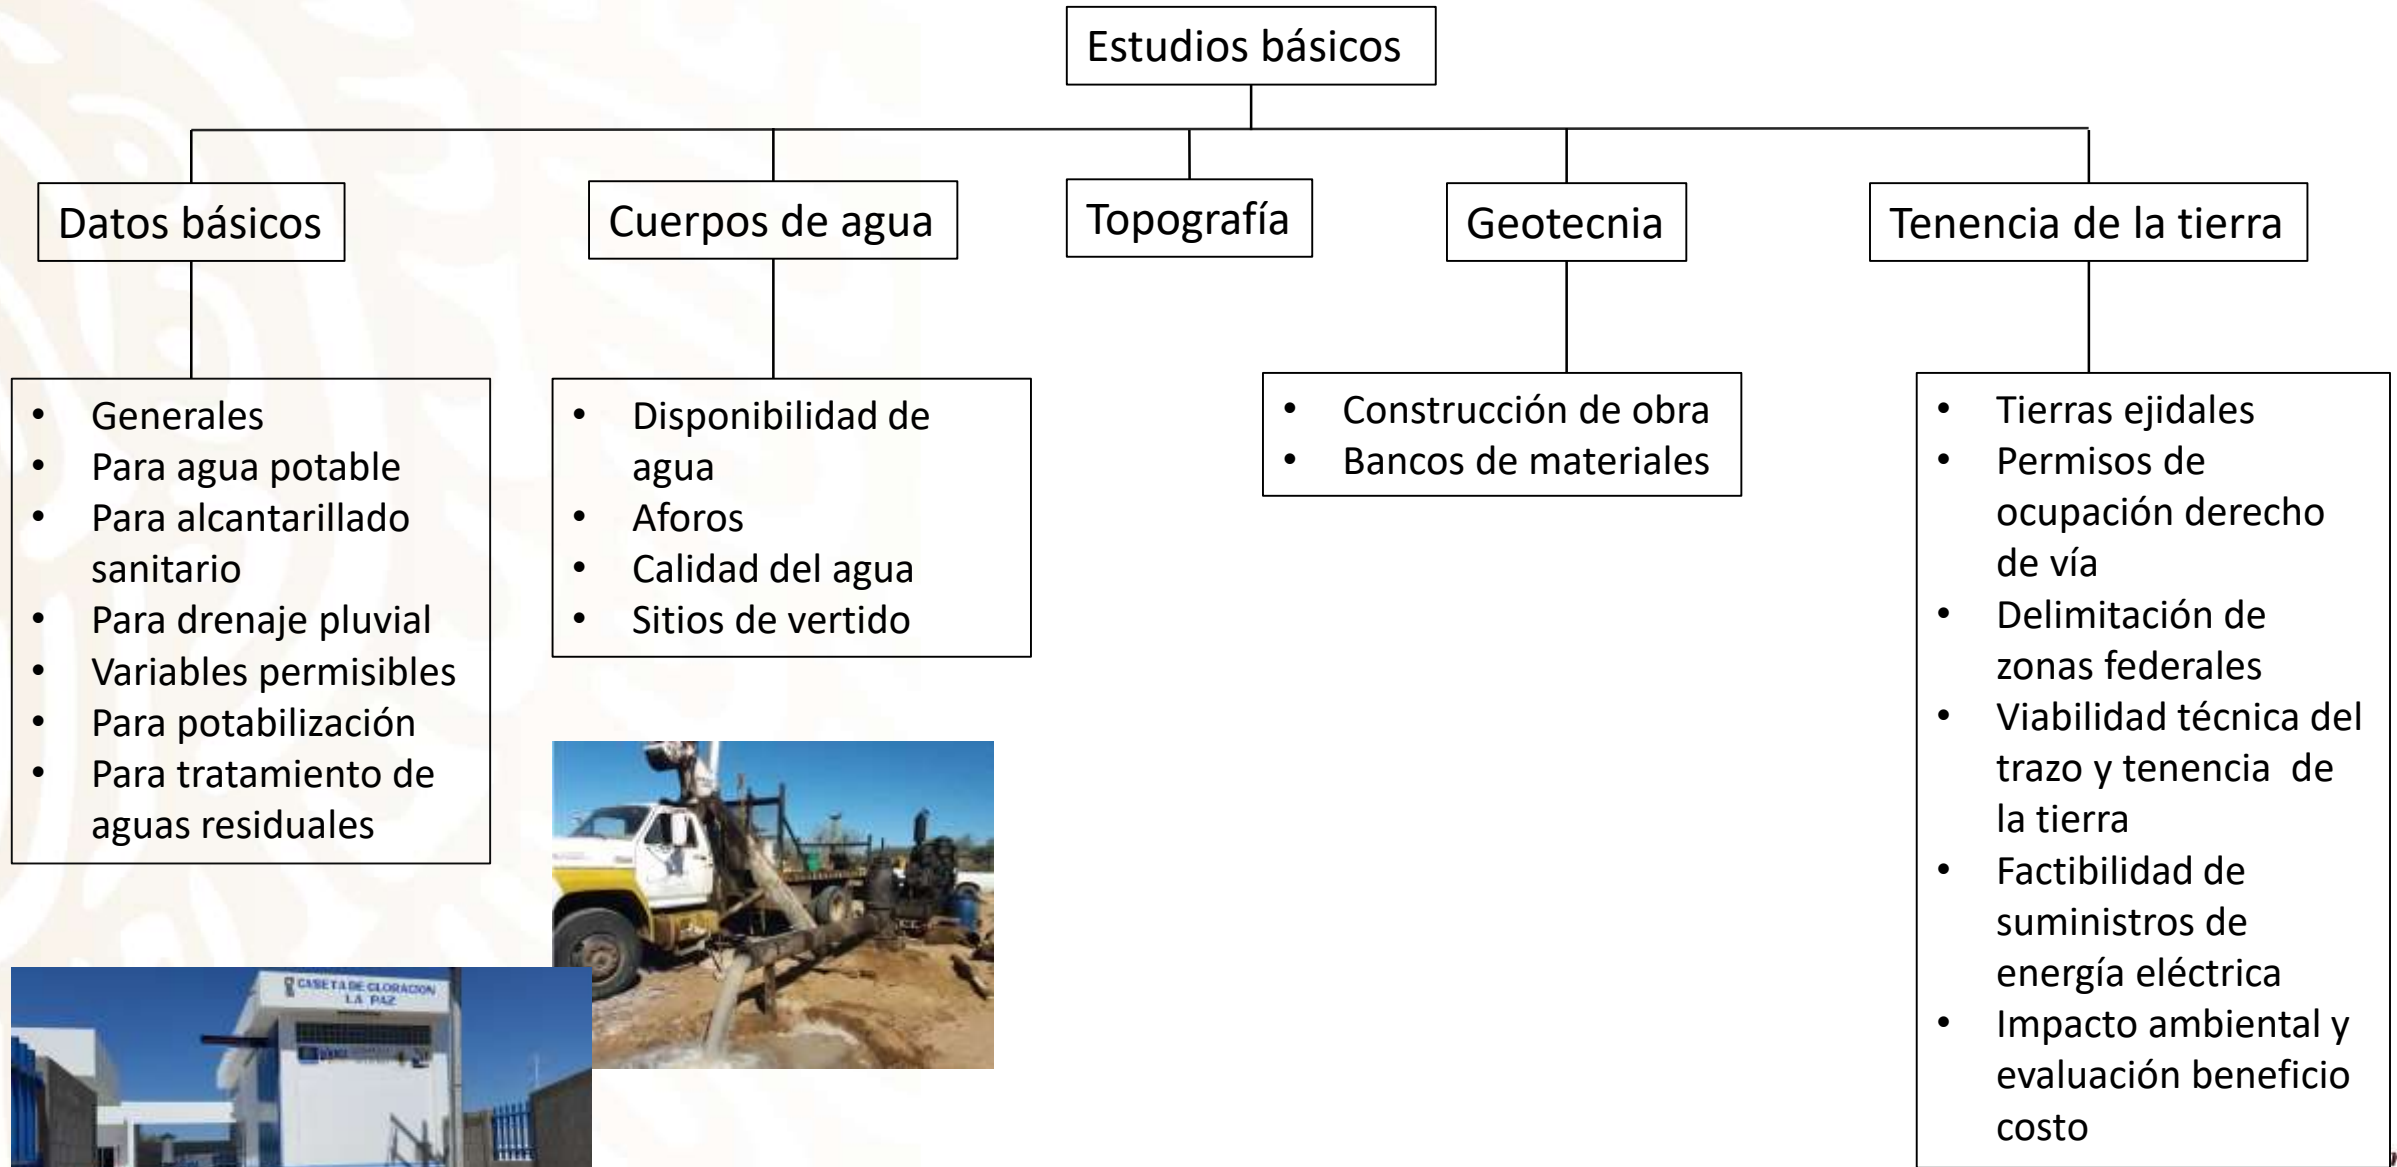 Estudios básicos
Datos básicos
Cuerpos de agua
Topografía
Geotecnia
Tenencia de la tierra
• Generales
• Para agua potable
• Para alcantarillado
sanitario
• Para drenaje pluvial
• Variables permisibles
• Para potabilización
• Para tratamiento de
aguas residuales
• Disponibilidad de
agua
• Aforos
• Calidad del agua
• Sitios de vertido
• Construcción de obra
• Bancos de materiales
• Tierras ejidales
• Permisos de
ocupación derecho
de vía
• Delimitación de
zonas federales
• Viabilidad técnica del
trazo y tenencia de
la tierra
• Factibilidad de
suministros de
energía eléctrica
• Impacto ambiental y
evaluación beneficio
costo
CASETA DE CLORACION
LA PAZ